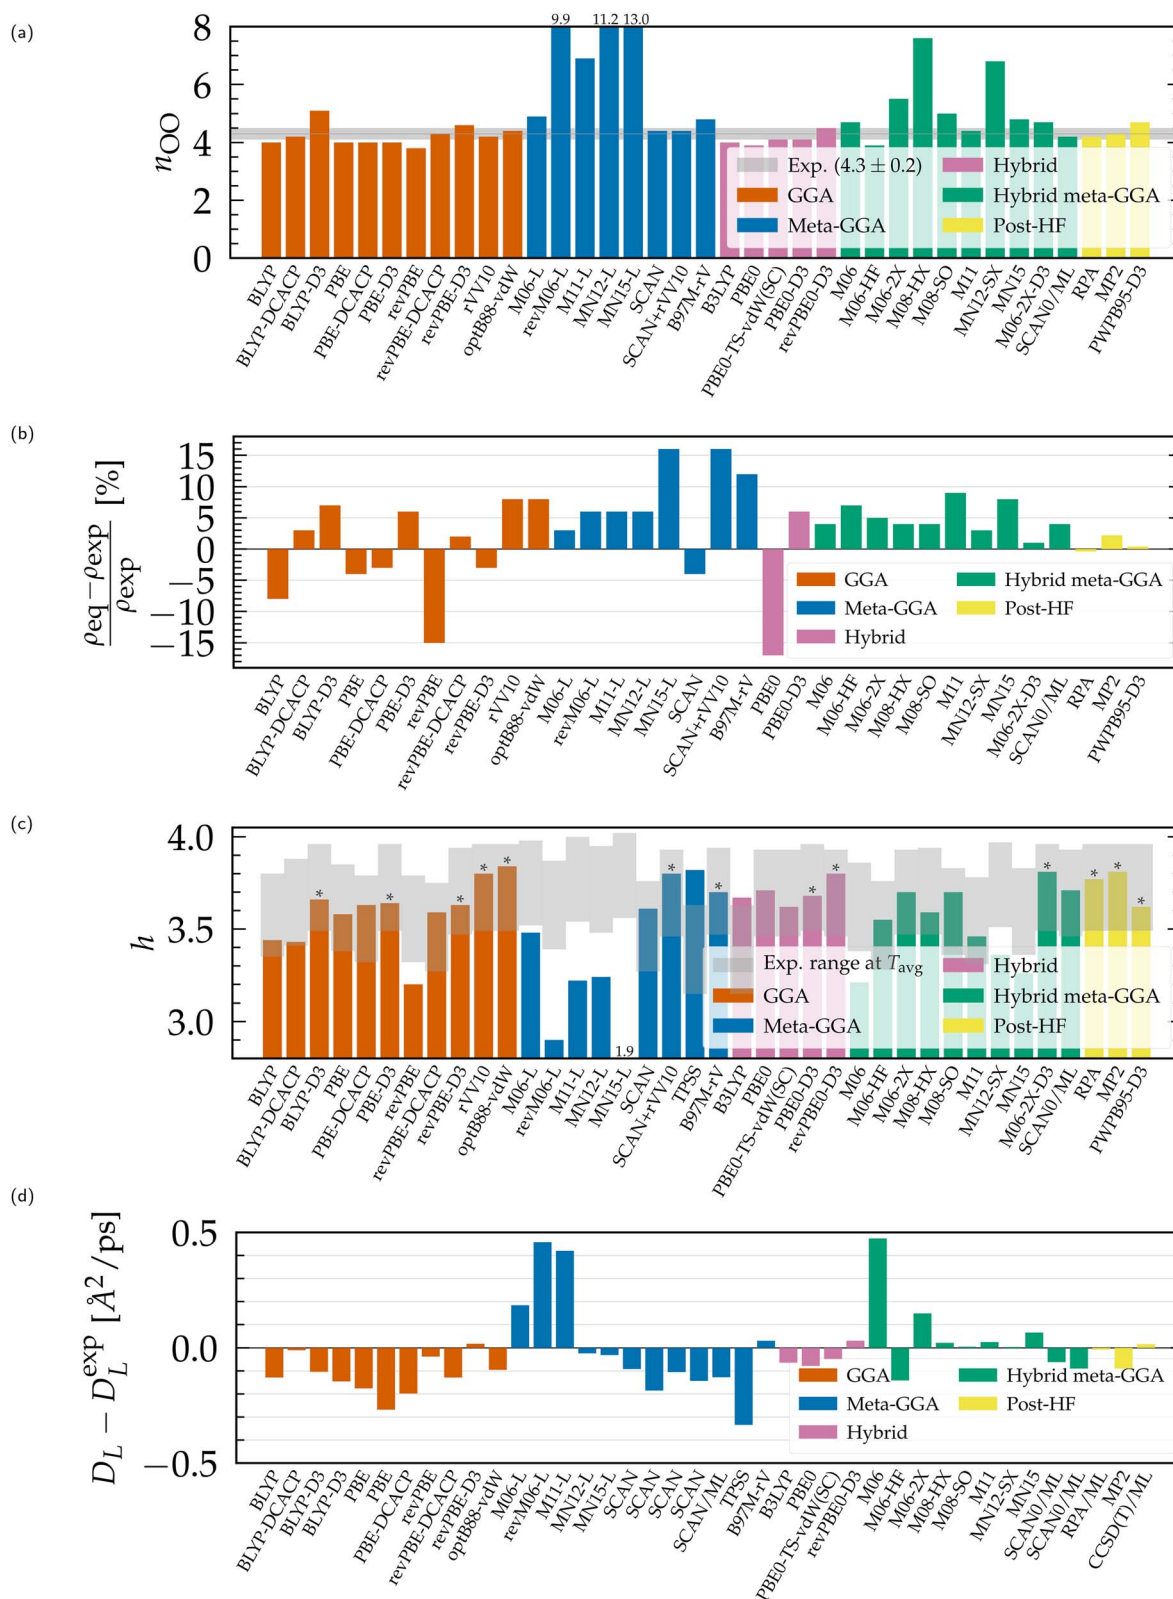 (a)
9.9 11.2 13.0
8
6
4
2
0
n_OO
Exp. (4.3 ± 0.2)
GGA
Meta-GGA
Hybrid
Hybrid meta-GGA
Post-HF
BLYP
BLYP-DCACP
BLYP-D3
PBE
PBE-DCACP
PBE-D3
revPBE
revPBE-DCACP
revPBE-D3
rVV10
optB88-vdW
M06-L
revM06-L
M11-L
MN12-L
MN15-L
SCAN
SCAN+rVV10
B97M-rV
B3LYP
PBE0
PBE0-TS-vdW(SC)
PBE0-D3
revPBE0-D3
M06
M06-HF
M06-2X
M08-HX
M08-SO
M11
MN12-SX
MN15
M06-2X-D3
SCAN0/ML
RPA
MP2
PWPB95-D3
(b)
15
10
5
0
−5
−10
−15
ρeq−ρexp
ρexp
[%]
GGA
Meta-GGA
Hybrid
Hybrid meta-GGA
Post-HF
BLYP
BLYP-DCACP
BLYP-D3
PBE
PBE-DCACP
PBE-D3
revPBE
revPBE-DCACP
revPBE-D3
rVV10
optB88-vdW
M06-L
revM06-L
M11-L
MN12-L
MN15-L
SCAN
SCAN+rVV10
B97M-rV
PBE0
PBE0-D3
M06
M06-HF
M06-2X
M08-HX
M08-SO
M11
MN12-SX
MN15
M06-2X-D3
SCAN0/ML
RPA
MP2
PWPB95-D3
(c)
4.0
3.5
3.0
h
* * * * * * * * * * * * *
1.9
Exp. range at T_avg
GGA
Meta-GGA
Hybrid
Hybrid meta-GGA
Post-HF
BLYP
BLYP-DCACP
BLYP-D3
PBE
PBE-DCACP
PBE-D3
revPBE
revPBE-DCACP
revPBE-D3
rVV10
optB88-vdW
M06-L
revM06-L
M11-L
MN12-L
MN15-L
SCAN
SCAN+rVV10
TPSS
B97M-rV
B3LYP
PBE0
PBE0-TS-vdW(SC)
PBE0-D3
revPBE0-D3
M06
M06-HF
M06-2X
M08-HX
M08-SO
M11
MN12-SX
MN15
M06-2X-D3
SCAN0/ML
RPA
MP2
PWPB95-D3
(d)
0.5
0.0
−0.5
D_L − D_L^exp [Å²/ps]
GGA
Meta-GGA
Hybrid
Hybrid meta-GGA
Post-HF
BLYP
BLYP-DCACP
BLYP-D3
BLYP-D3
PBE
PBE
PBE-DCACP
revPBE
revPBE-DCACP
revPBE-D3
optB88-vdW
M06-L
revM06-L
M11-L
MN12-L
MN15-L
SCAN
SCAN
SCAN
SCAN
SCAN/ML
TPSS
B97M-rV
B3LYP
PBE0
PBE0-TS-vdW(SC)
revPBE0-D3
M06
M06-HF
M06-2X
M08-HX
M08-SO
M11
MN12-SX
MN15
SCAN0/ML
SCAN0/ML
RPA/ML
MP2
CCSD(T)/ML